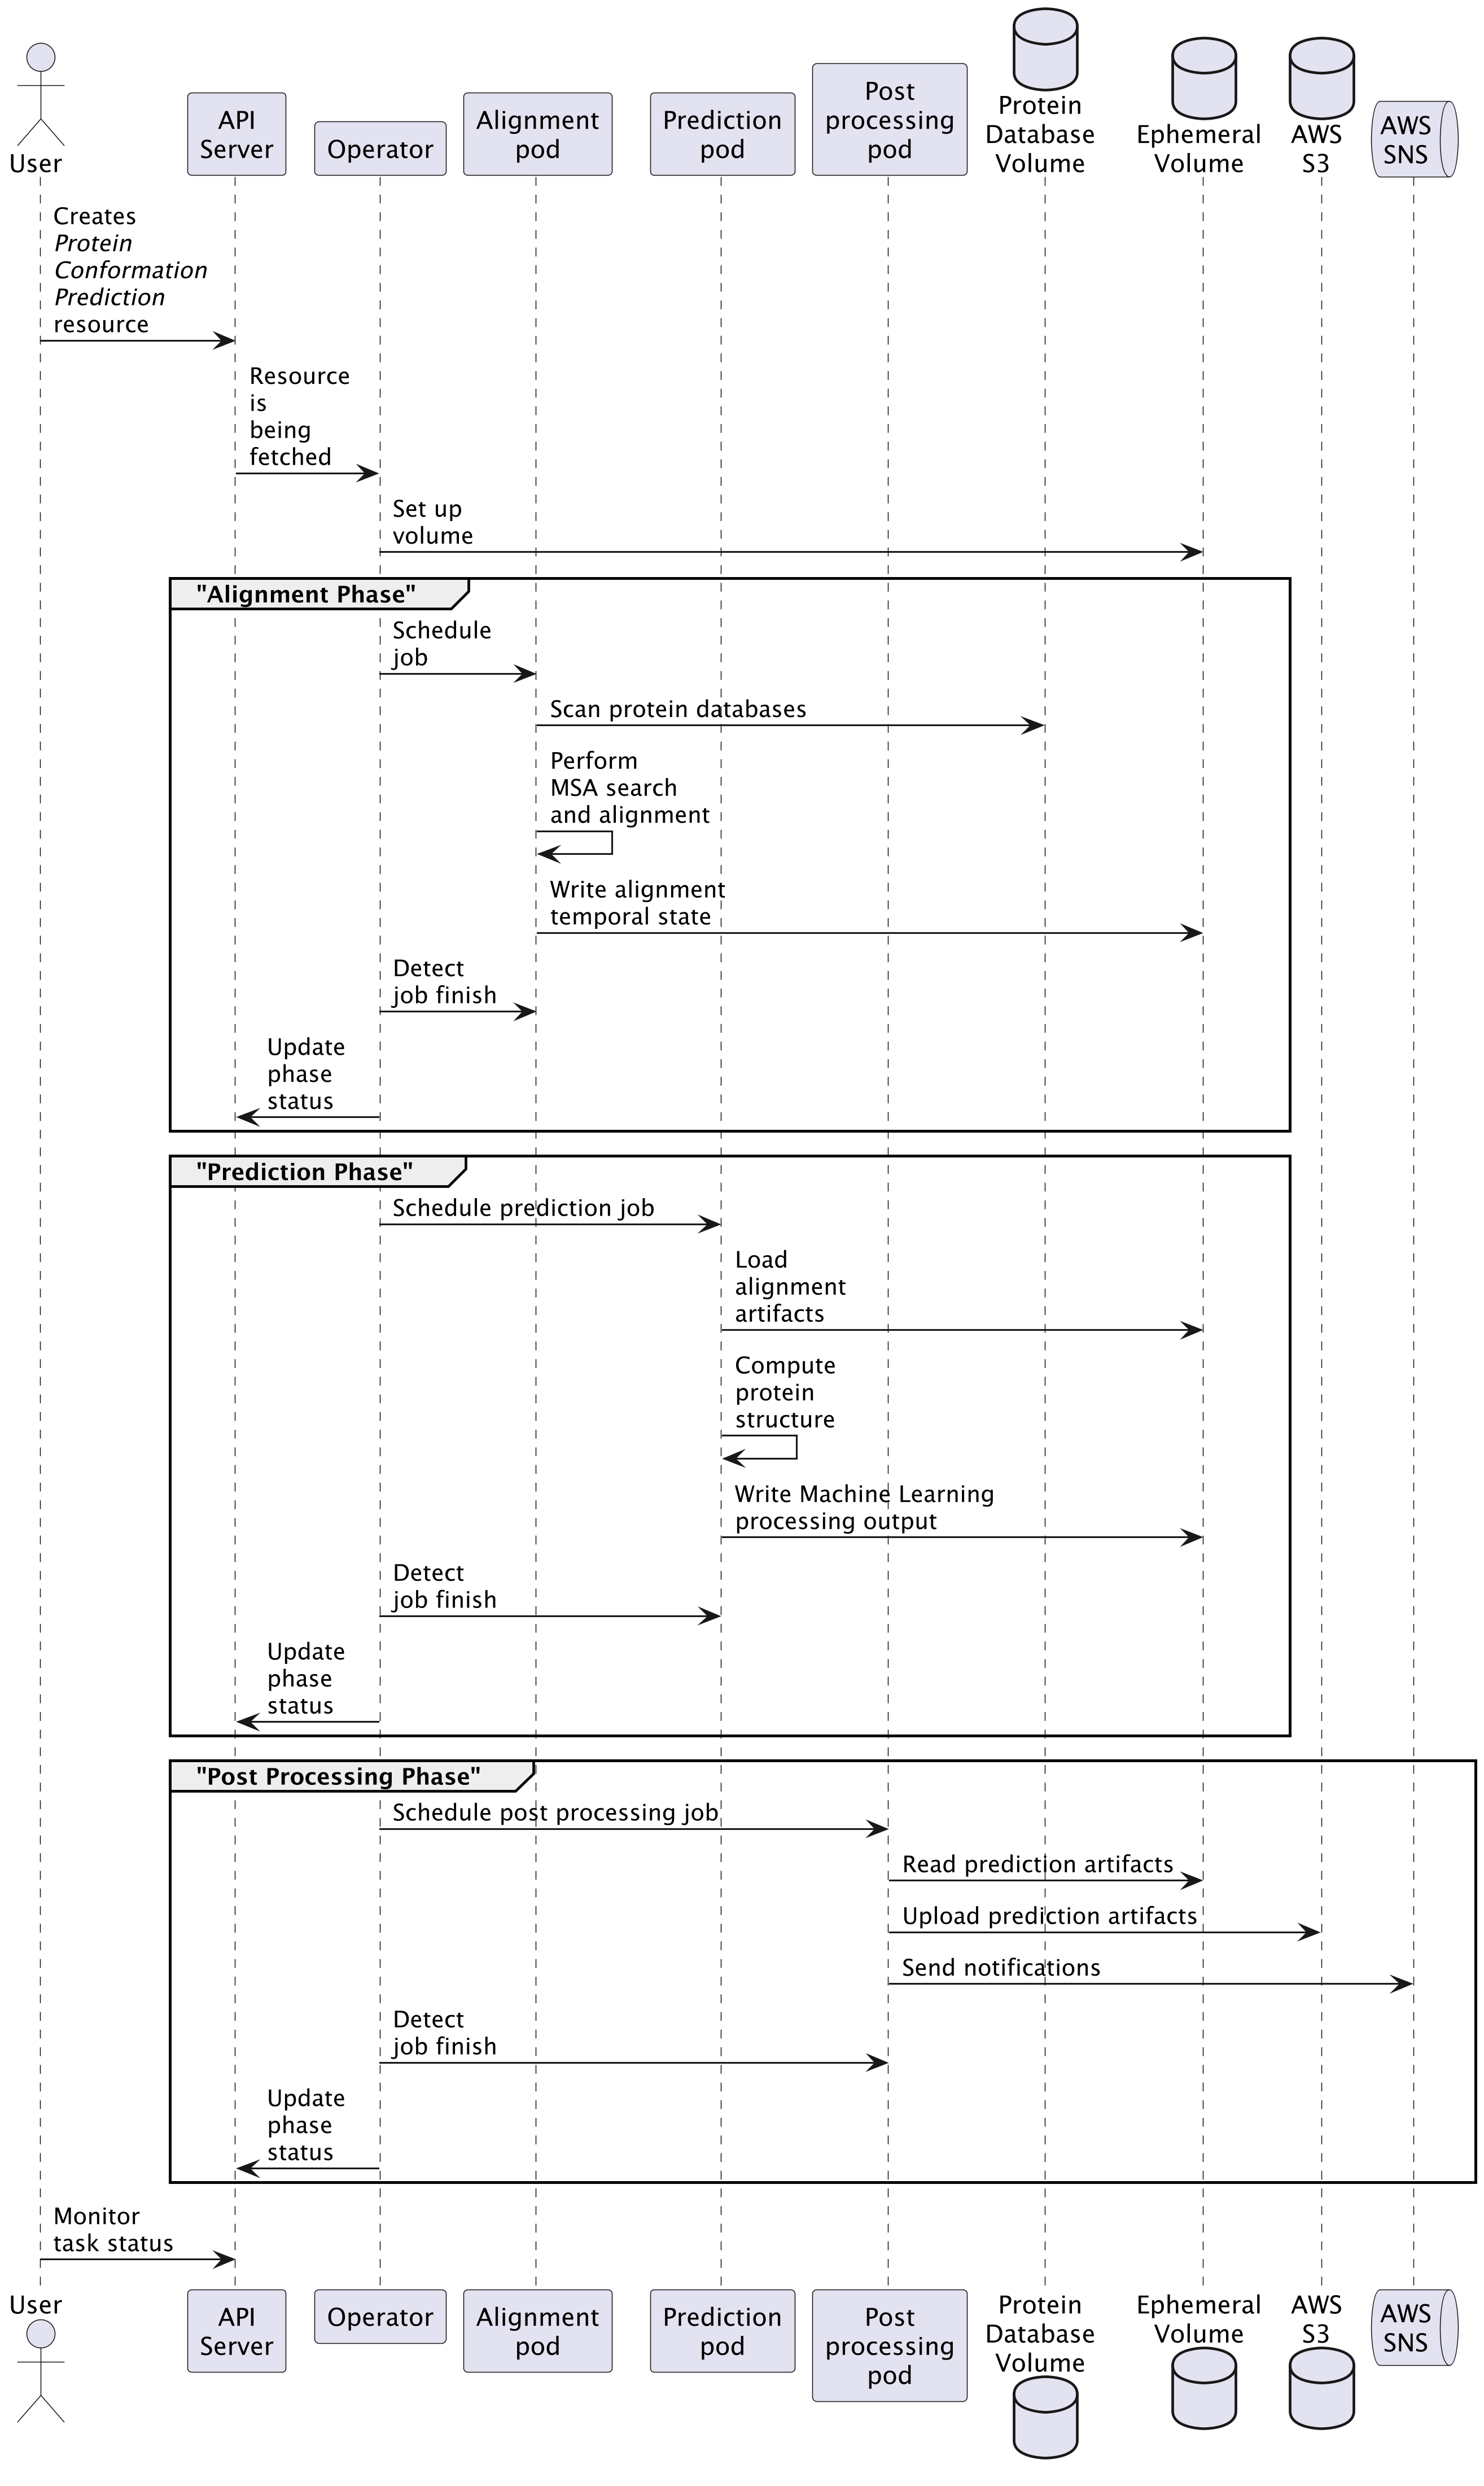 User
API
Server
Operator
Alignment
pod
Prediction
pod
Post
processing
pod
Protein
Database
Volume
Ephemeral
Volume
AWS
S3
AWS
SNS
Creates
Protein
Conformation
Prediction
resource
Resource
is
being
fetched
Set up
volume
"Alignment Phase"
Schedule
job
Scan protein databases
Perform
MSA search
and alignment
Write alignment
temporal state
Detect
job finish
Update
phase
status
"Prediction Phase"
Schedule prediction job
Load
alignment
artifacts
Compute
protein
structure
Write Machine Learning
processing output
Detect
job finish
Update
phase
status
"Post Processing Phase"
Schedule post processing job
Read prediction artifacts
Upload prediction artifacts
Send notifications
Detect
job finish
Update
phase
status
Monitor
task status
User
API
Server
Operator
Alignment
pod
Prediction
pod
Post
processing
pod
Protein
Database
Volume
Ephemeral
Volume
AWS
S3
AWS
SNS